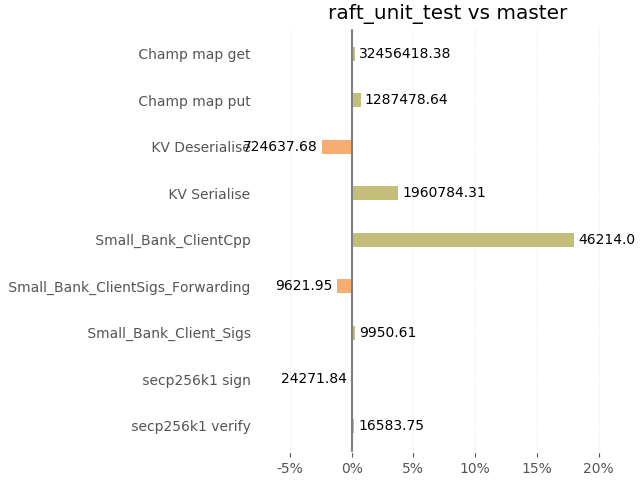 raft_unit_test vs master
Champ map get 32456418.38
Champ map put 1287478.64
KV Deserialise 724637.68
KV Serialise 1960784.31
Small_Bank_ClientCpp 46214.0
Small_Bank_ClientSigs_Forwarding 9621.95
Small_Bank_Client_Sigs 9950.61
secp256k1 sign 24271.84
secp256k1 verify 16583.75
-5% 0% 5% 10% 15% 20%